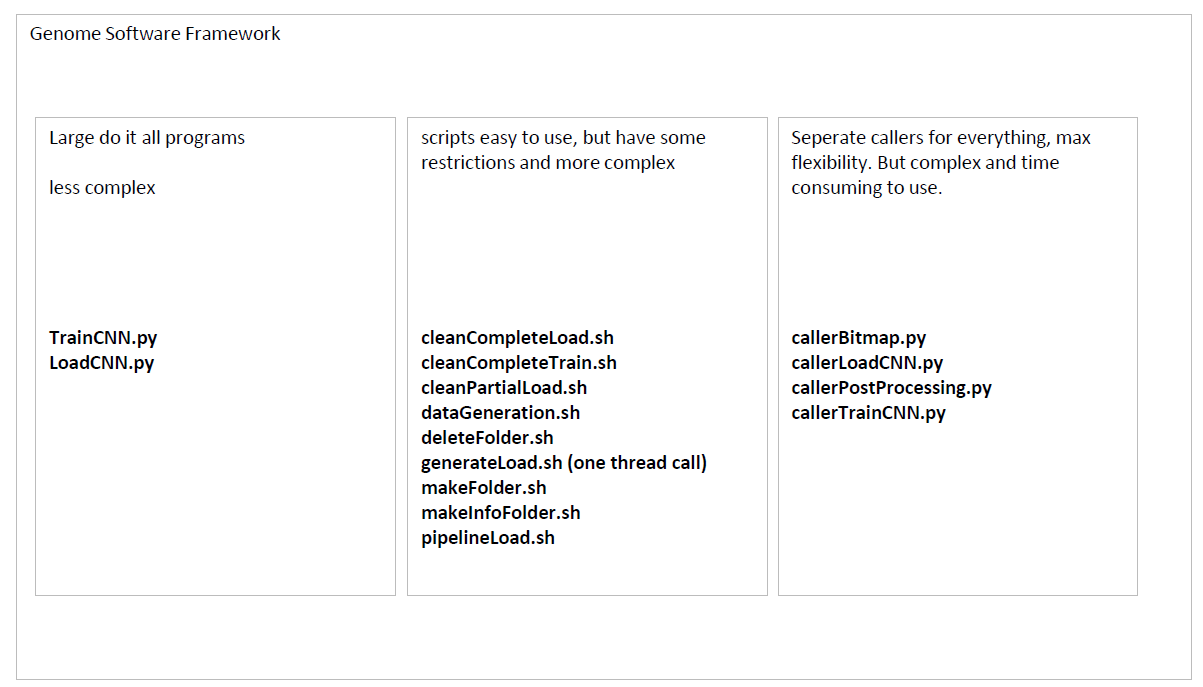 Genome Software Framework
Large do it all programs
less complex
TrainCNN.py
LoadCNN.py
scripts easy to use, but have some
restrictions and more complex
cleanCompleteLoad.sh
cleanCompleteTrain.sh
cleanPartialLoad.sh
dataGeneration.sh
deleteFolder.sh
generateLoad.sh (one thread call)
makeFolder.sh
makeInfoFolder.sh
pipelineLoad.sh
Seperate callers for everything, max
flexibility. But complex and time
consuming to use.
callerBitmap.py
callerLoadCNN.py
callerPostProcessing.py
callerTrainCNN.py